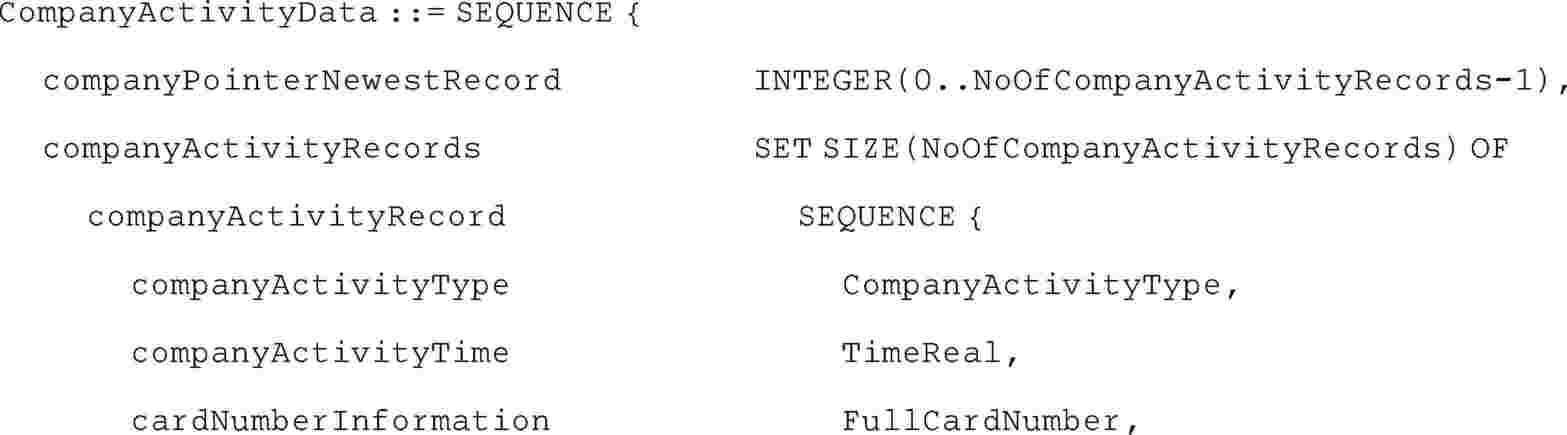 CompanyActivityData ::= SEQUENCE {
companyPointerNewestRecord INTEGER(0..NoOfCompanyActivityRecords-1),
companyActivityRecords SET SIZE(NoOfCompanyActivityRecords) OF
companyActivityRecord SEQUENCE {
companyActivityType CompanyActivityType,
companyActivityTime TimeReal,
cardNumberInformation FullCardNumber,